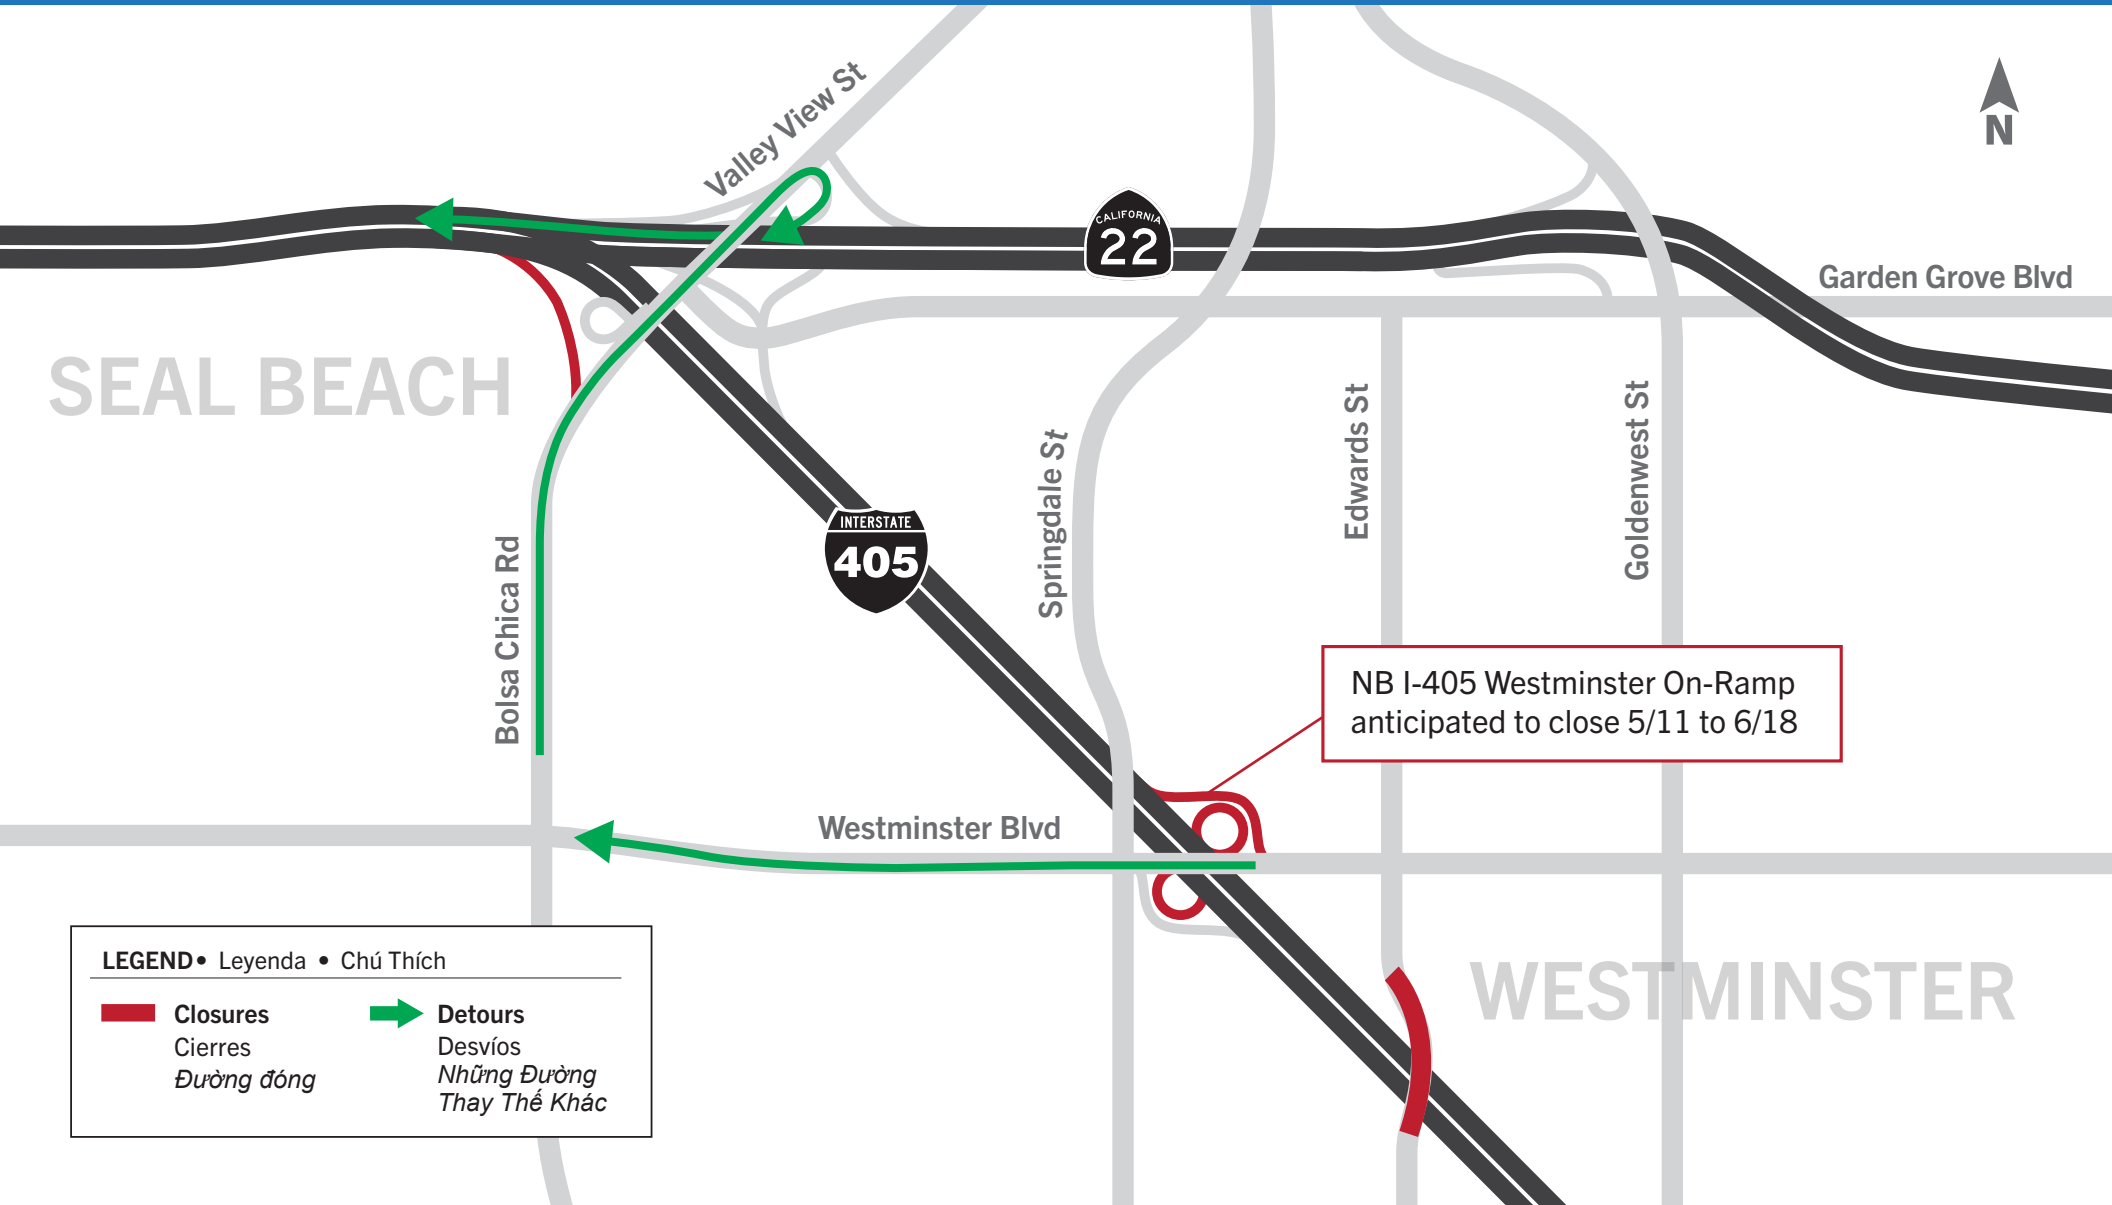 Valley View St
N
CALIFORNIA
22
Garden Grove Blvd
SEAL BEACH
Springdale St
Edwards St
Goldenwest St
INTERSTATE
405
Bolsa Chica Rd
NB I-405 Westminster On-Ramp
anticipated to close 5/11 to 6/18
Westminster Blvd
WESTMINSTER
LEGEND • Leyenda • Chú Thích
Closures
Cierres
Đường đóng
Detours
Desvíos
Những Đường
Thay Thế Khác